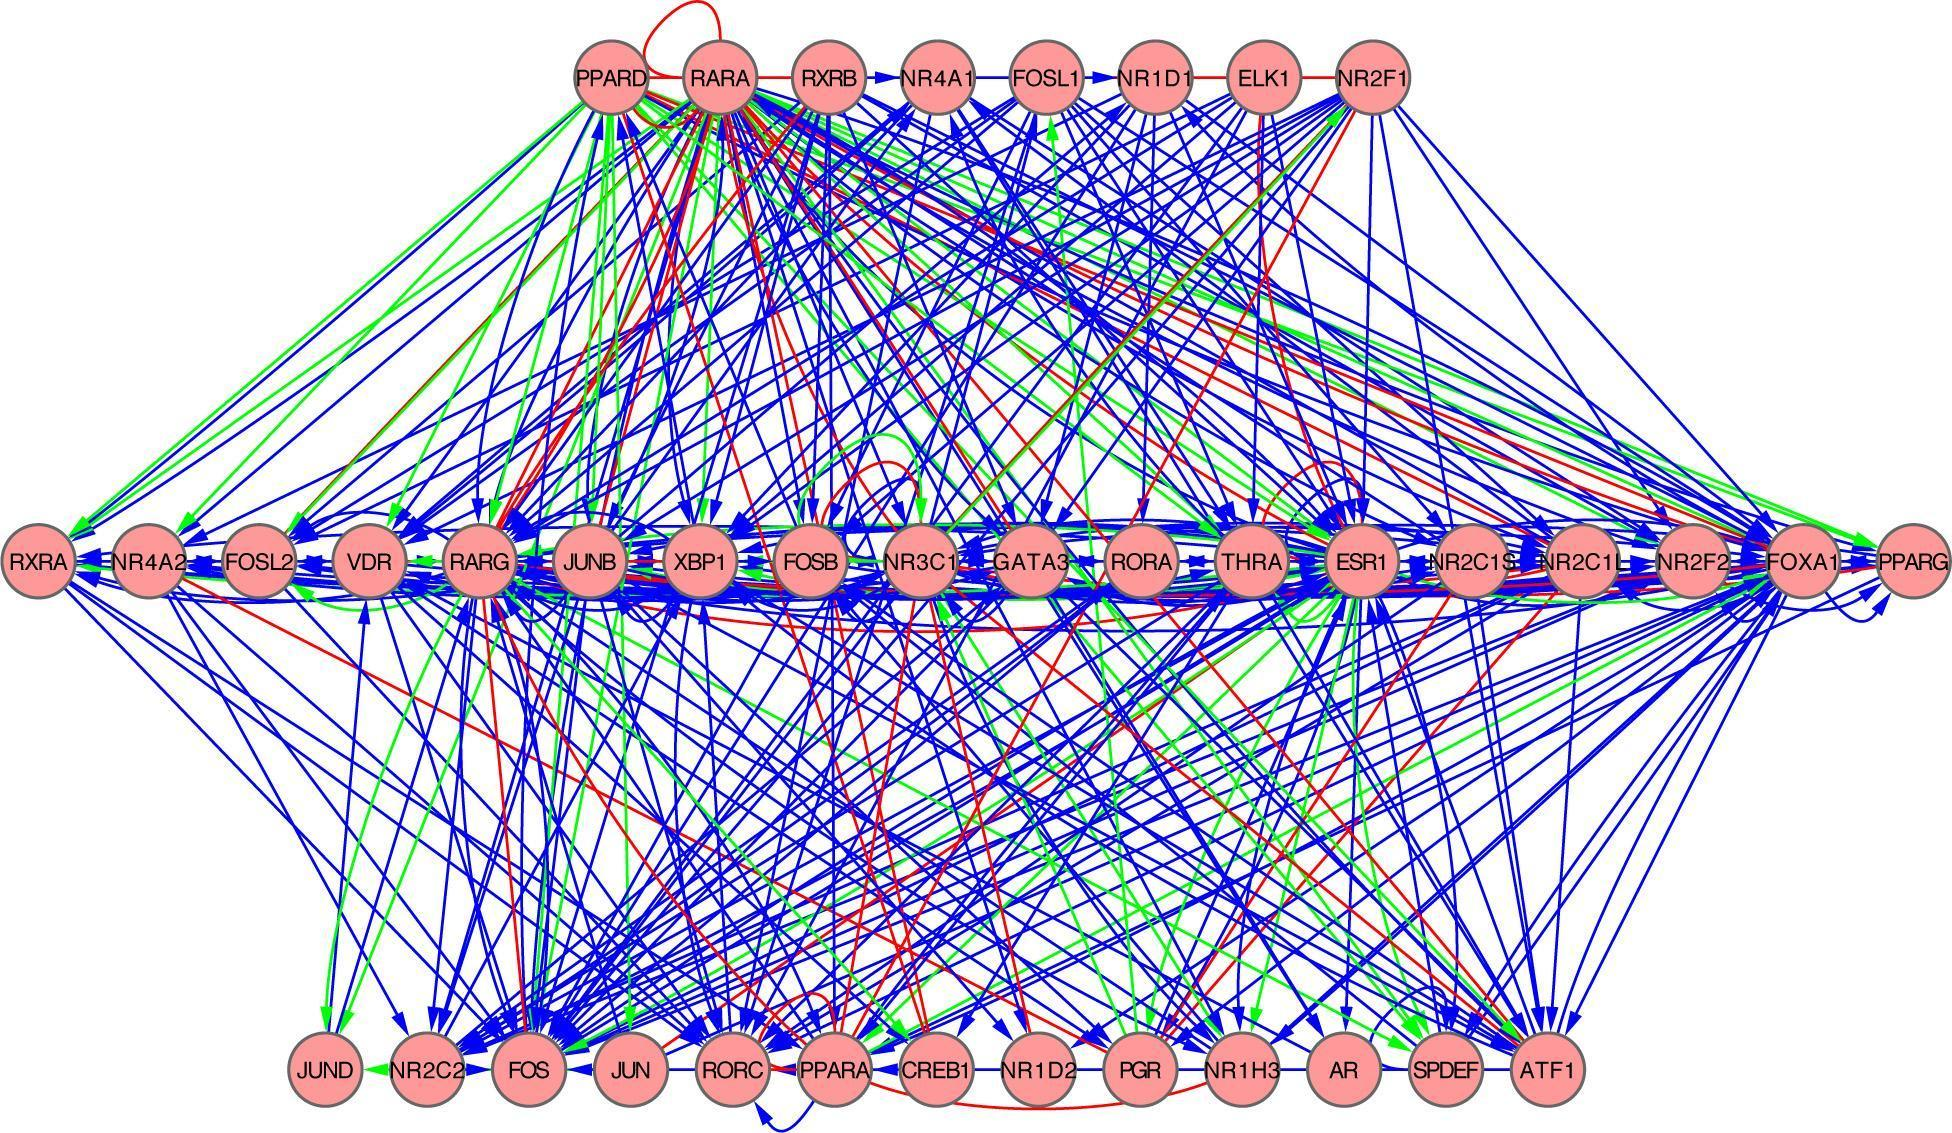 PPARD RARA RXRB NR4A1 FOSL1 NR1D1 ELK1 NR2F1
RXRA NR4A2 FOSL2 VDR RARG JUNB XBP1 FOSB NR3C1 GATA3 RORA THRA ESR1 NR2C1S NR2C1L NR2F2 FOXA1 PPARG
JUND NR2C2 FOS JUN RORC PPARA CREB1 NR1D2 PGR NR1H3 AR SPDEF ATF1